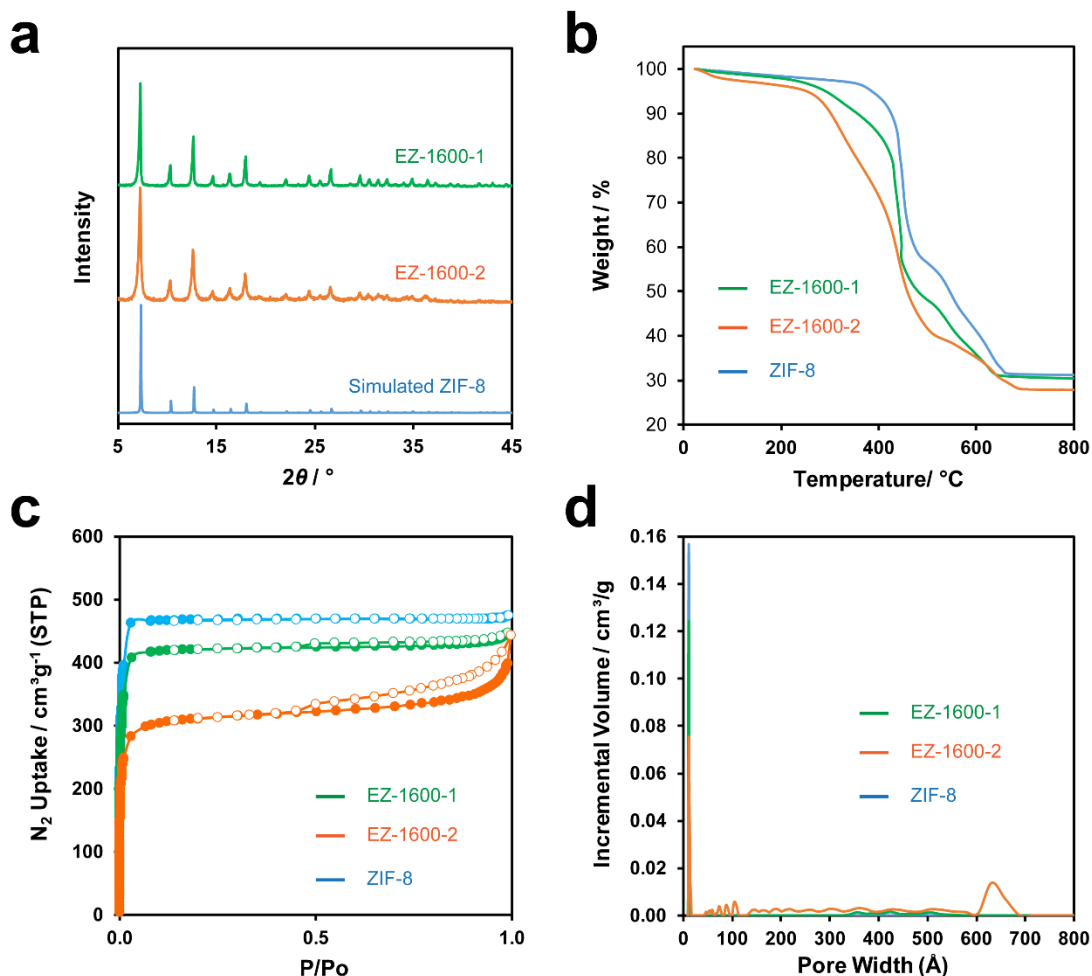 a
Intensity
EZ-1600-1
EZ-1600-2
Simulated ZIF-8
5 15 25 35 45
2θ / °
b
Weight / %
100
90
80
70
60
50
40
30
20
EZ-1600-1
EZ-1600-2
ZIF-8
0 200 400 600 800
Temperature/ °C
c
N₂ Uptake / cm³g⁻¹ (STP)
600
500
400
300
200
100
0
EZ-1600-1
EZ-1600-2
ZIF-8
0.0 0.5 1.0
P/Po
d
Incremental Volume / cm³/g
0.16
0.14
0.12
0.10
0.08
0.06
0.04
0.02
0.00
EZ-1600-1
EZ-1600-2
ZIF-8
0 100 200 300 400 500 600 700 800
Pore Width (Å)